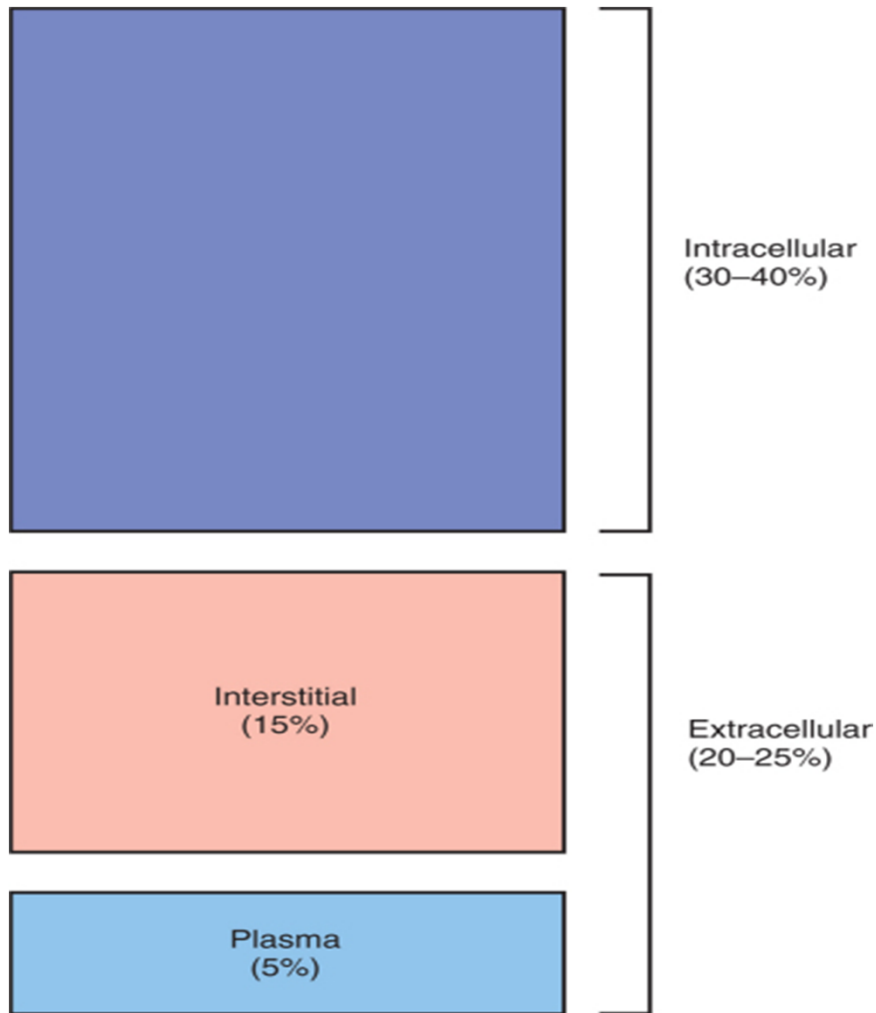 Intracellular
(30–40%)
Interstitial
(15%)
Extracellular
(20–25%)
Plasma
(5%)